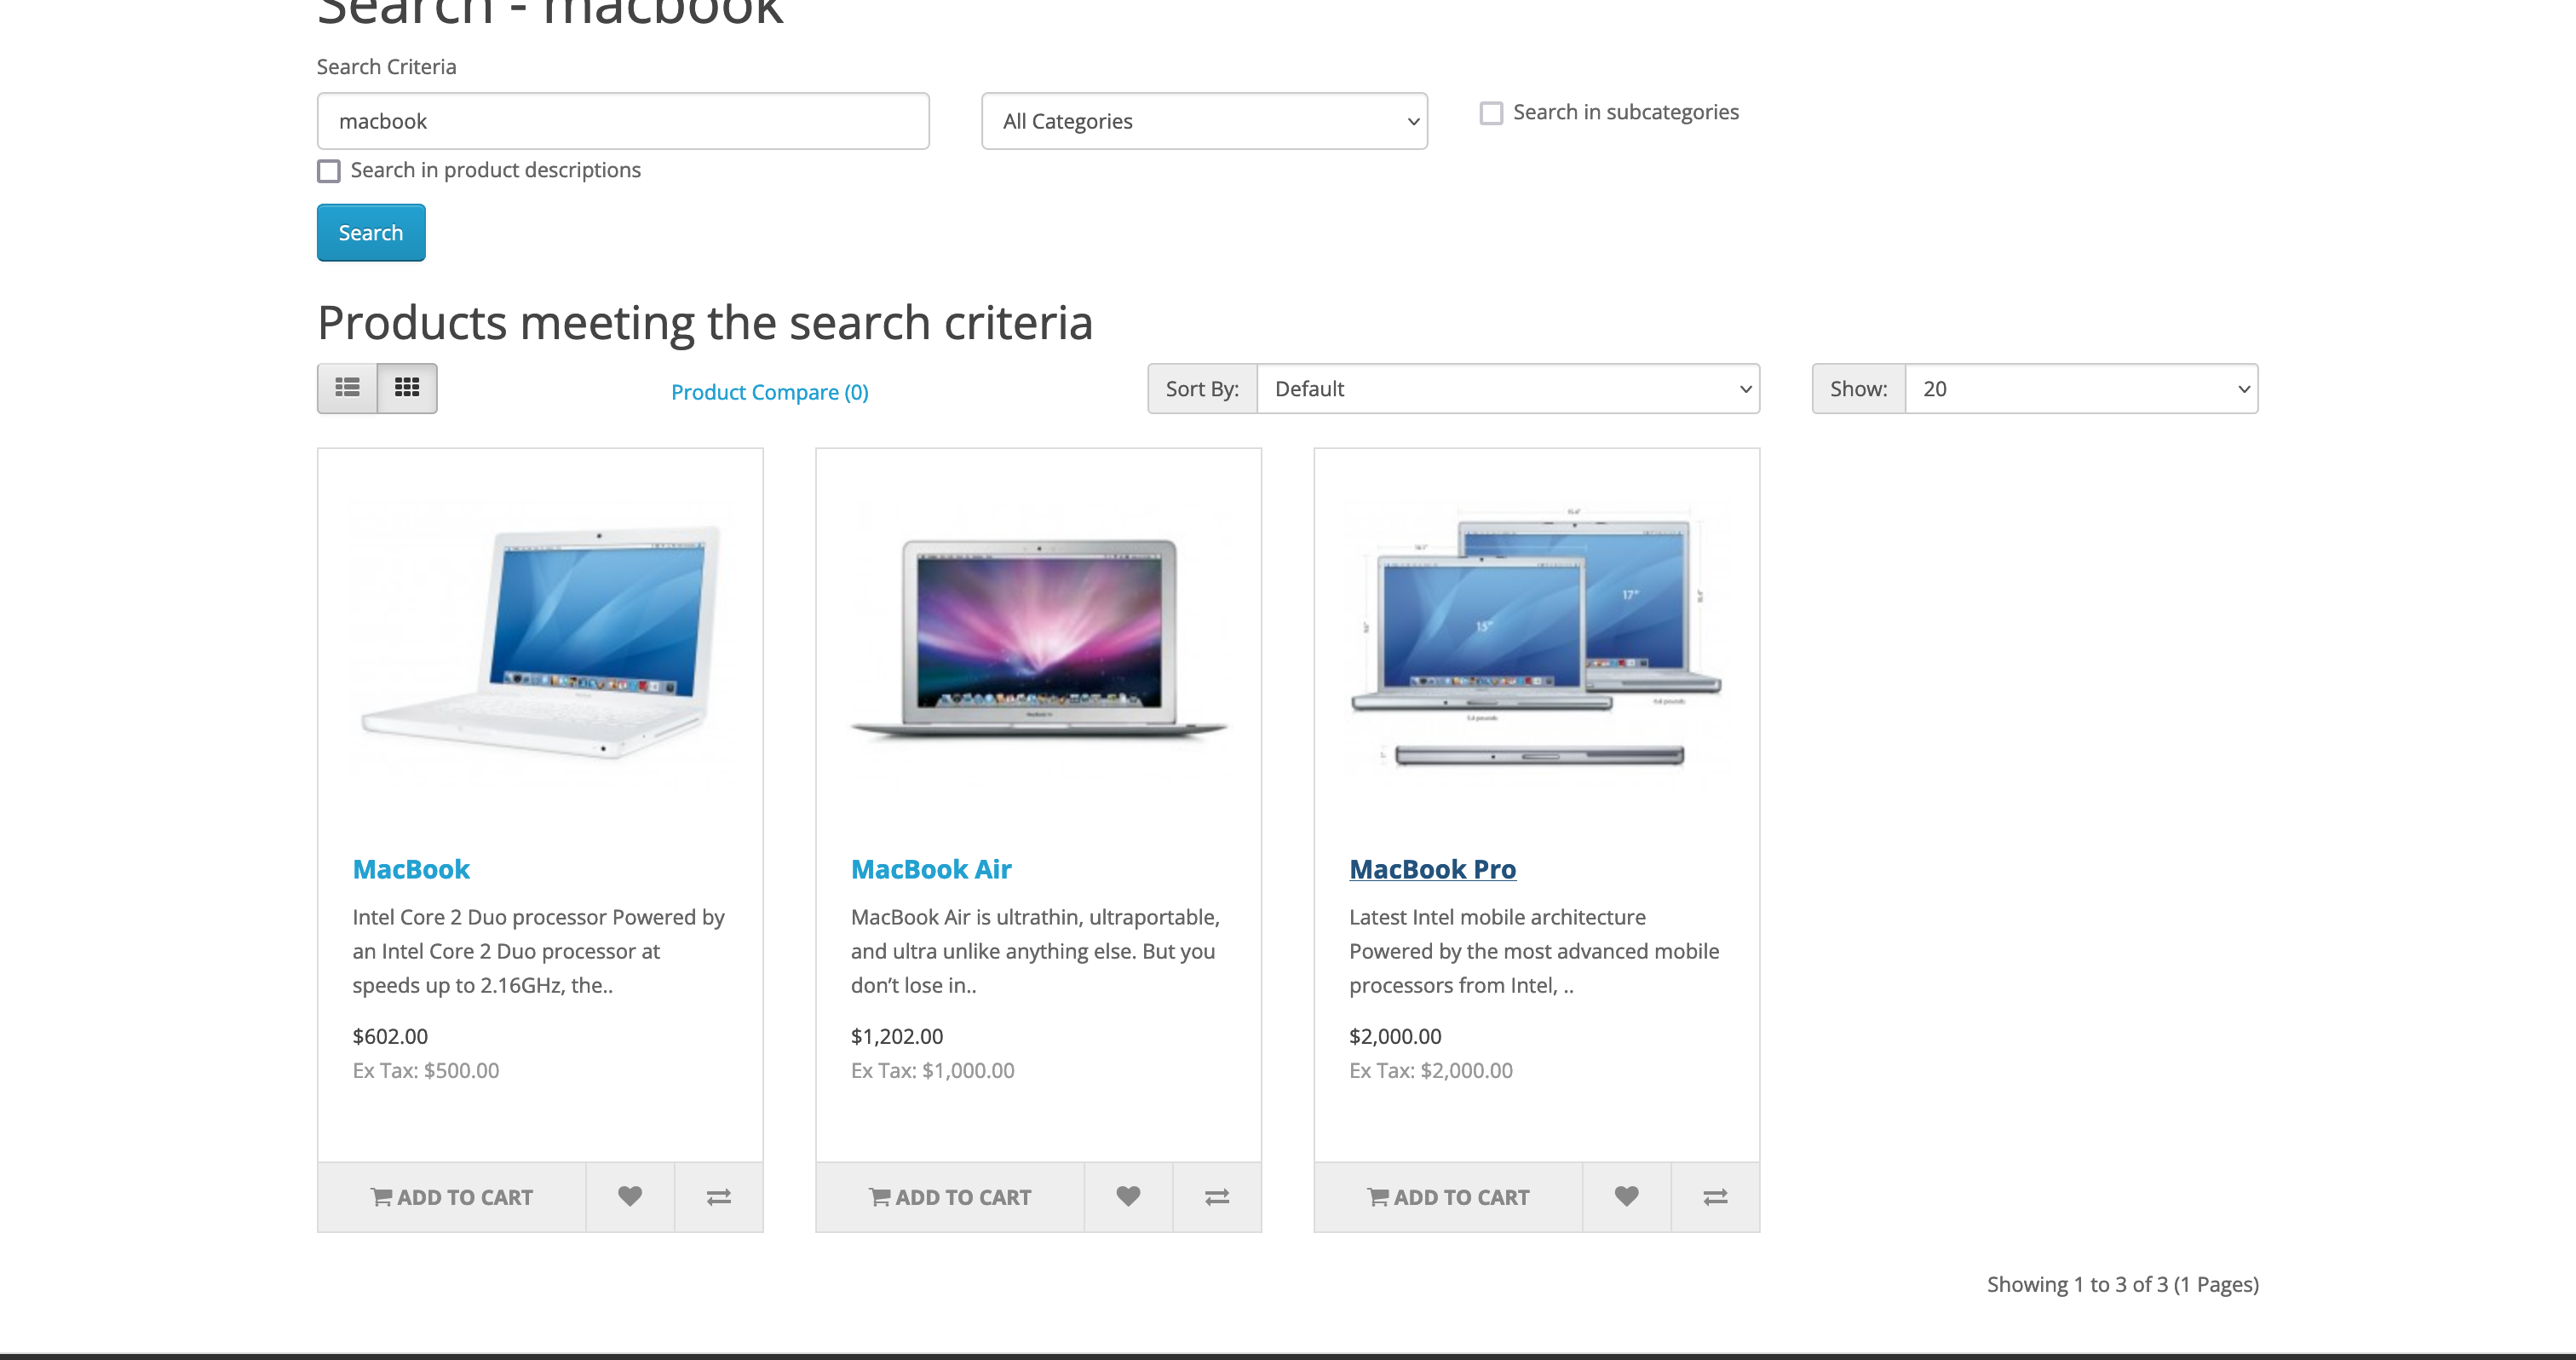 Search - macbook
Search Criteria
macbook
All Categories
Search in subcategories
Search in product descriptions
Search
Products meeting the search criteria
Product Compare (0)
Sort By:
Default
Show:
20
15"
17"
MacBook
Intel Core 2 Duo processor Powered by
an Intel Core 2 Duo processor at
speeds up to 2.16GHz, the..
$602.00
Ex Tax: $500.00
ADD TO CART
MacBook Air
MacBook Air is ultrathin, ultraportable,
and ultra unlike anything else. But you
don’t lose in..
$1,202.00
Ex Tax: $1,000.00
ADD TO CART
MacBook Pro
Latest Intel mobile architecture
Powered by the most advanced mobile
processors from Intel, ..
$2,000.00
Ex Tax: $2,000.00
ADD TO CART
Showing 1 to 3 of 3 (1 Pages)